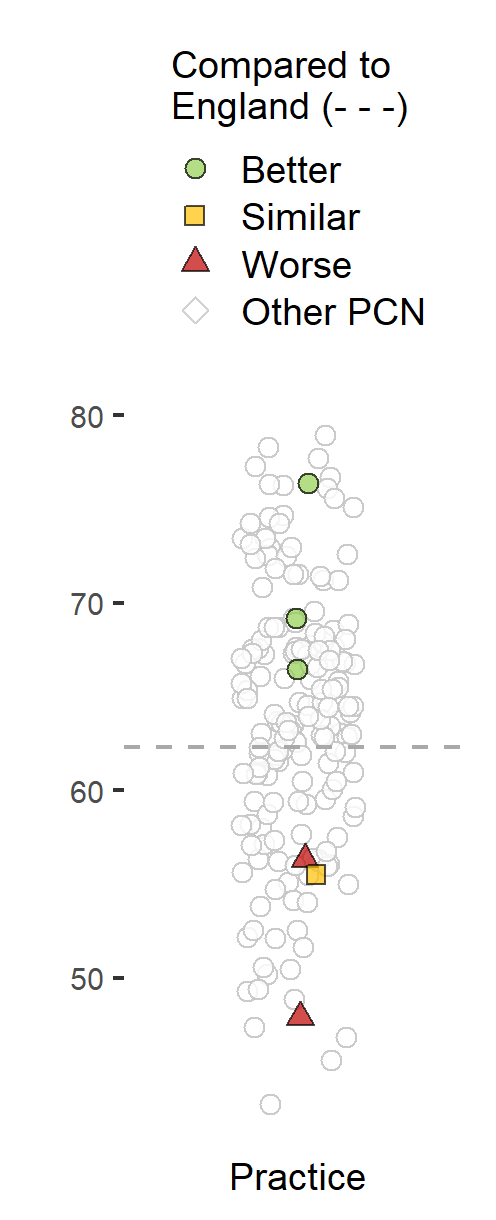 Compared to
England (- - -)
Better
Similar
Worse
Other PCN
80
70
60
50
Practice